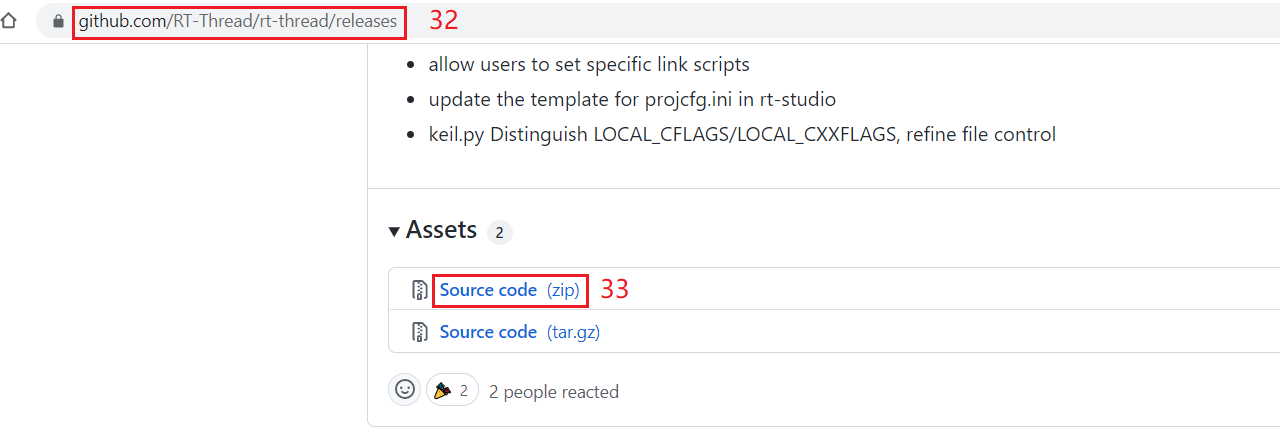 github.com/RT-Thread/rt-thread/releases 32
allow users to set specific link scripts
update the template for projcfg.ini in rt-studio
keil.py Distinguish LOCAL_CFLAGS/LOCAL_CXXFLAGS, refine file control
Assets 2
Source code (zip) 33
Source code (tar.gz)
2 2 people reacted